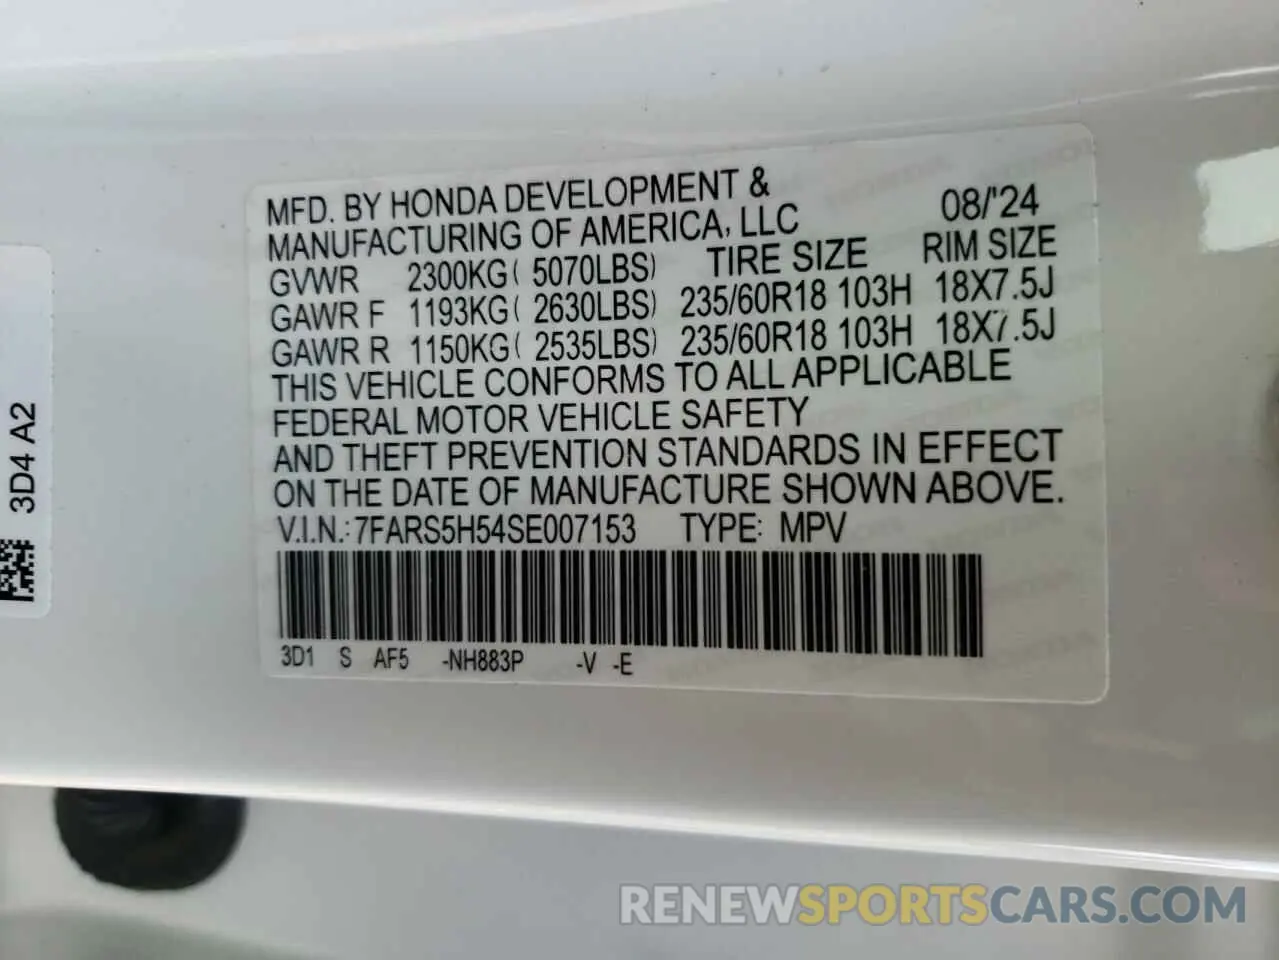 MFD. BY HONDA DEVELOPMENT &
MANUFACTURING OF AMERICA, LLC 08/'24
GVWR 2300KG( 5070LBS) TIRE SIZE RIM SIZE
GAWR F 1193KG( 2630LBS) 235/60R18 103H 18X7.5J
GAWR R 1150KG( 2535LBS) 235/60R18 103H 18X7.5J
THIS VEHICLE CONFORMS TO ALL APPLICABLE
FEDERAL MOTOR VEHICLE SAFETY
AND THEFT PREVENTION STANDARDS IN EFFECT
ON THE DATE OF MANUFACTURE SHOWN ABOVE.
V.I.N.: 7FARS5H54SE007153 TYPE: MPV
3D1 S AF5 -NH883P -V -E
3D4 A2
RENEWSPORTSCARS.COM